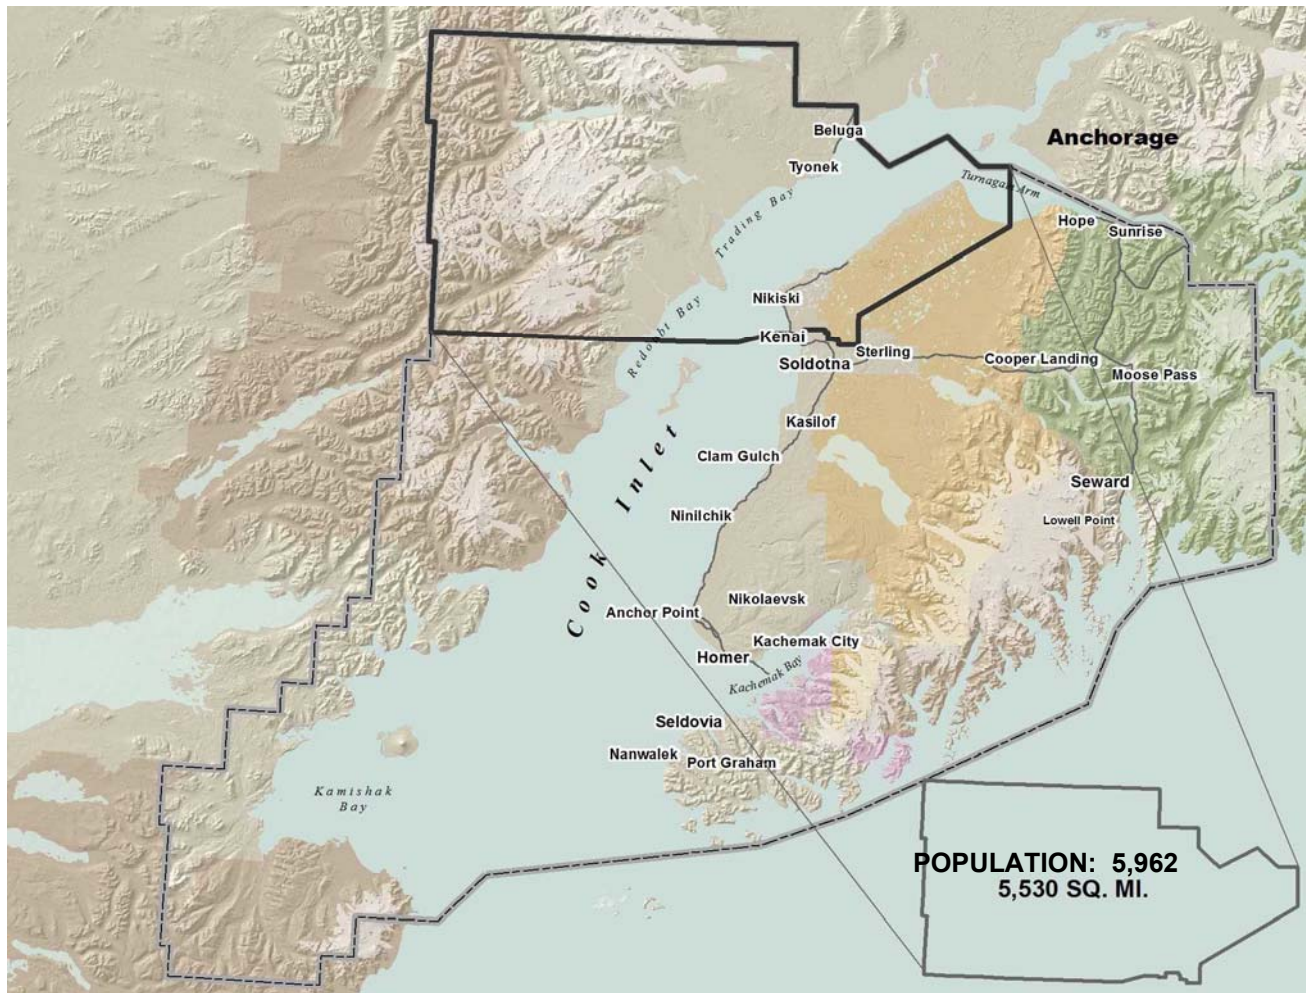 Beluga
Anchorage
Tyonek
Turnagain Arm
Trading Bay
Hope
Sunrise
Nikiski
Redoubt Bay
Kenai
Sterling
Soldotna
Cooper Landing
Moose Pass
Kasilof
Clam Gulch
Cook Inlet
Seward
Ninilchik
Lowell Point
Nikolaevsk
Anchor Point
Kachemak City
Homer
Kachemak Bay
Seldovia
Nanwalek
Port Graham
Kamishak
Bay
POPULATION: 5,962
5,530 SQ. MI.